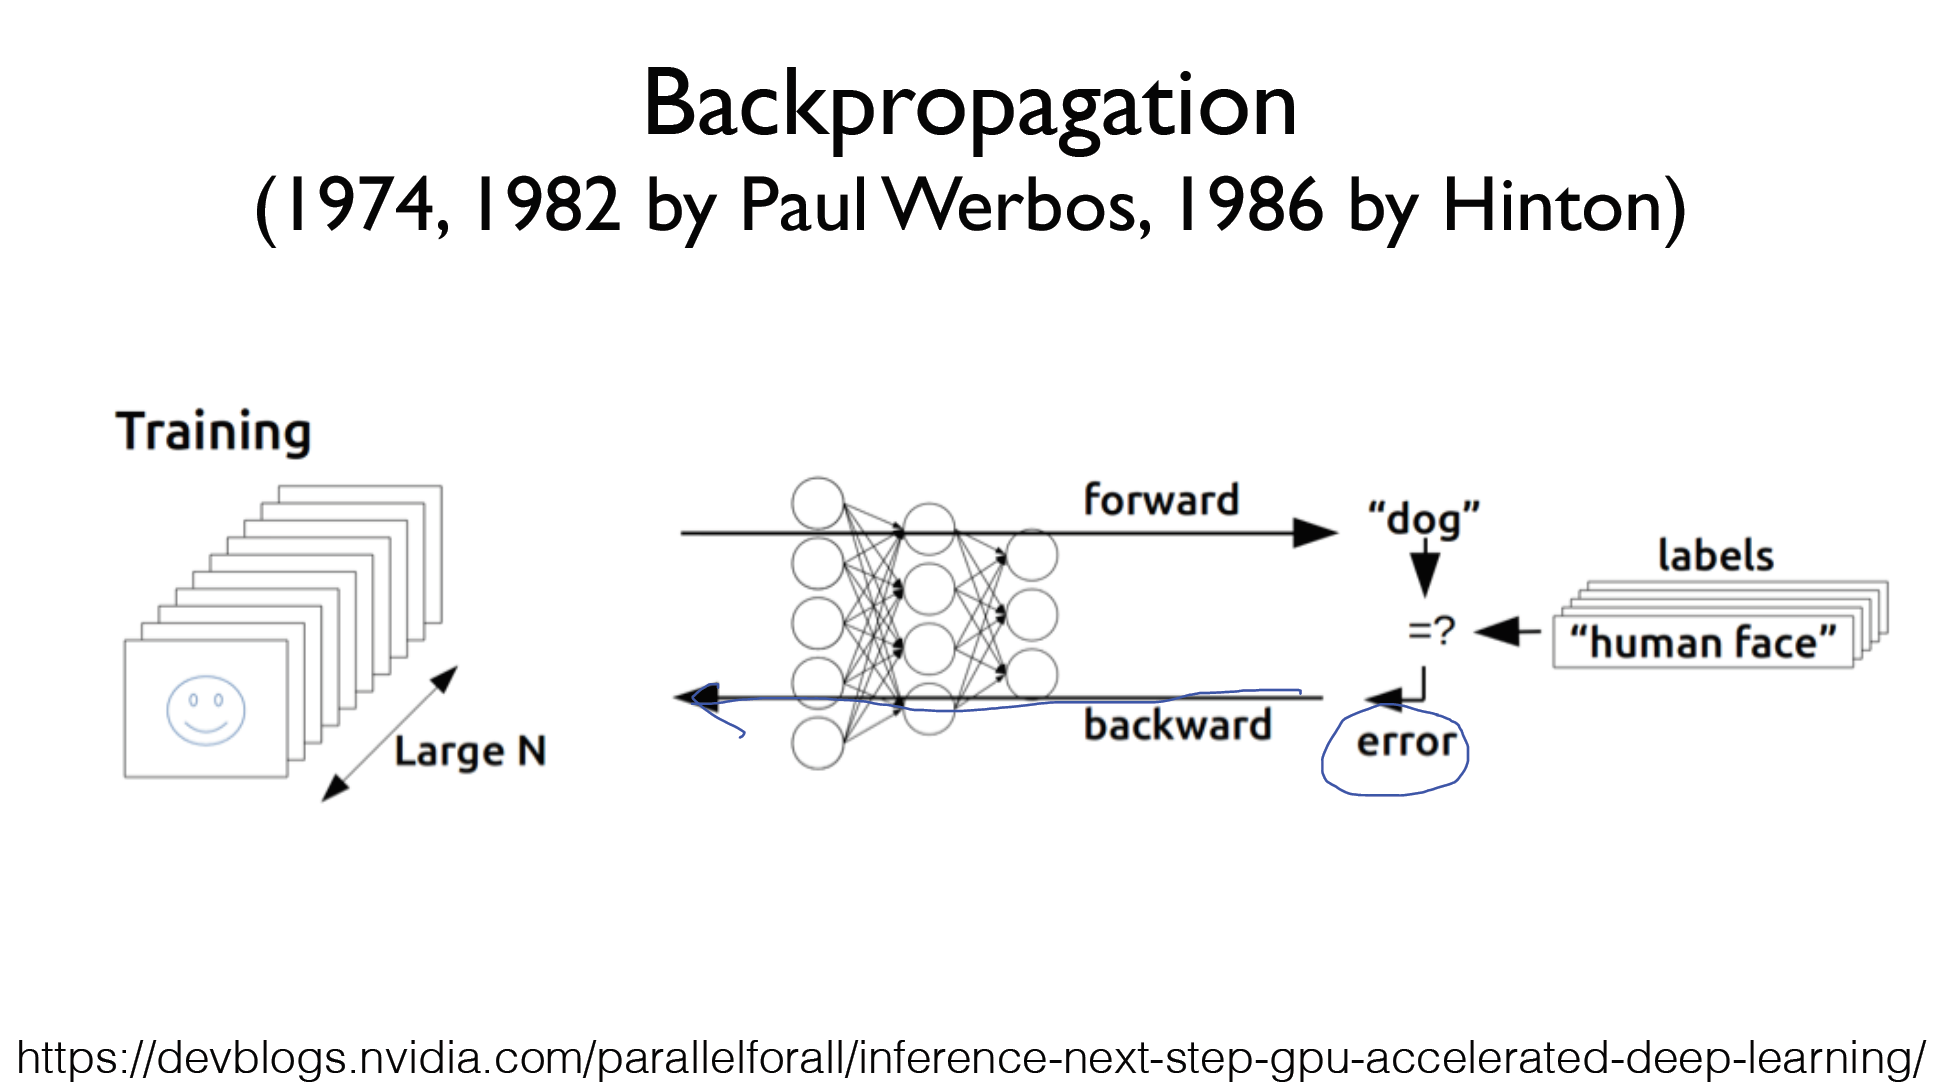 Backpropagation
(1974, 1982 by Paul Werbos, 1986 by Hinton)
Training
Large N
forward
“dog”
=?
labels
“human face”
backward
error
https://devblogs.nvidia.com/parallelforall/inference-next-step-gpu-accelerated-deep-learning/